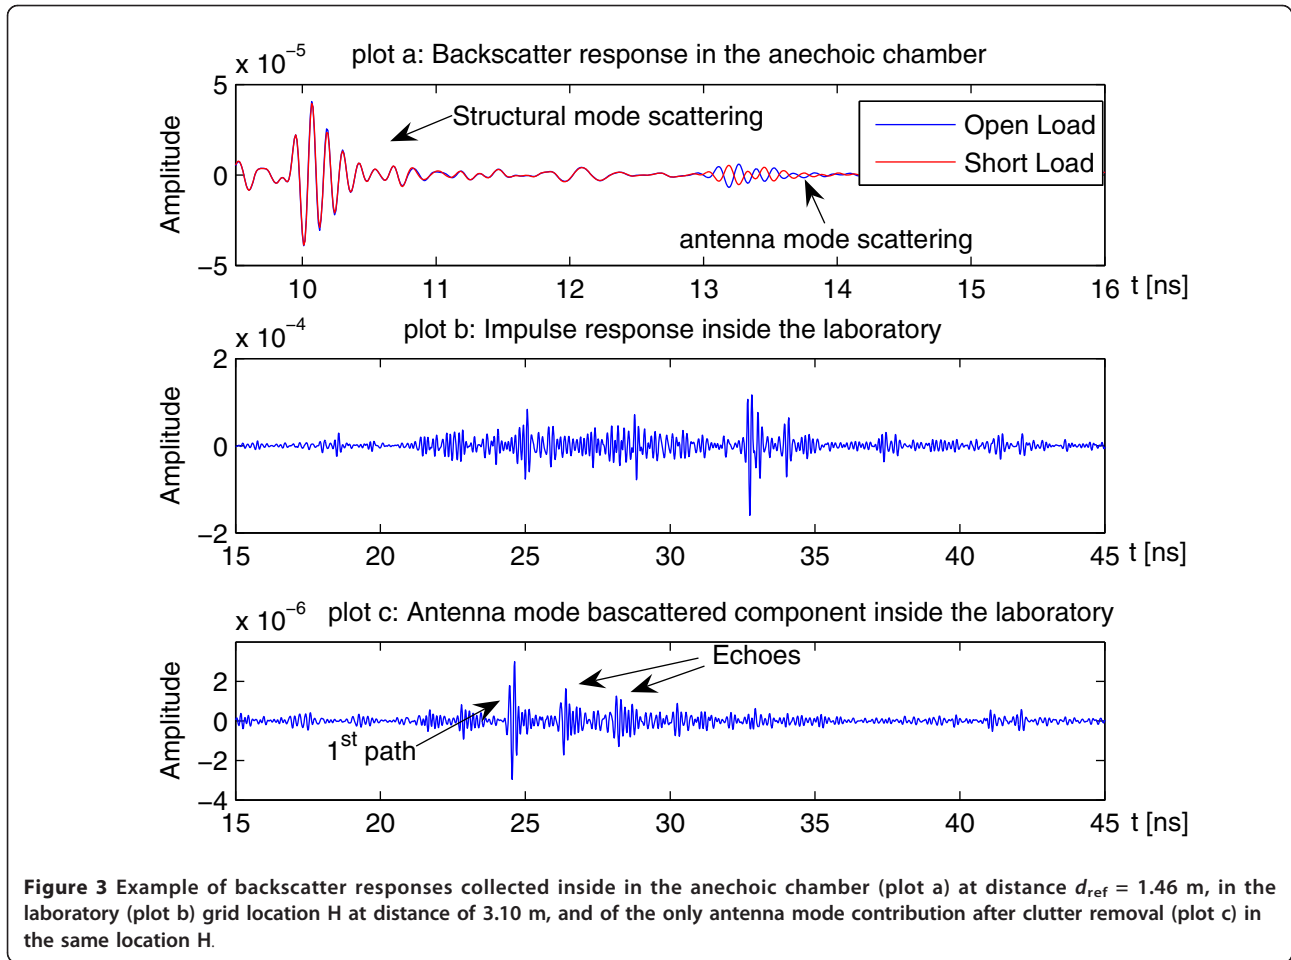 plot a: Backscatter response in the anechoic chamber
x 10⁻⁵
5
0
−5
Amplitude
Structural mode scattering
antenna mode scattering
Open Load
Short Load
10 11 12 13 14 15 16 t [ns]
plot b: Impulse response inside the laboratory
x 10⁻⁴
2
0
−2
Amplitude
15 20 25 30 35 40 45 t [ns]
plot c: Antenna mode bascattered component inside the laboratory
x 10⁻⁶
2
0
−2
−4
Amplitude
Echoes
1st path
15 20 25 30 35 40 45 t [ns]
Figure 3 Example of backscatter responses collected inside in the anechoic chamber (plot a) at distance dref = 1.46 m, in the
laboratory (plot b) grid location H at distance of 3.10 m, and of the only antenna mode contribution after clutter removal (plot c) in
the same location H.